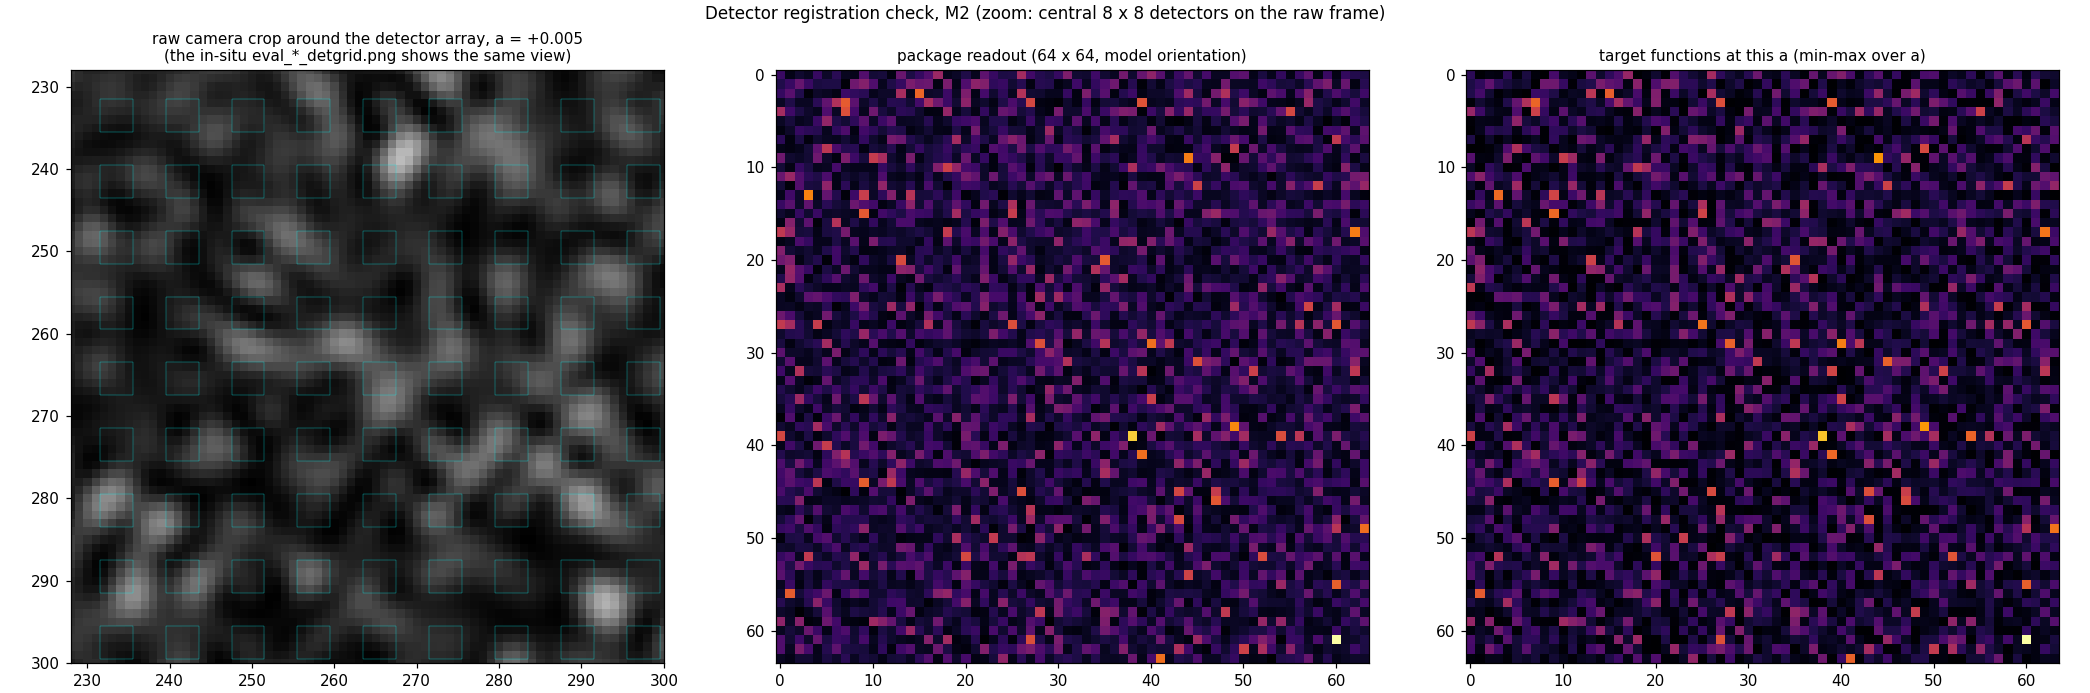 Detector registration check, M2 (zoom: central 8 x 8 detectors on the raw frame)
raw camera crop around the detector array, a = +0.005
(the in-situ eval_*_detgrid.png shows the same view)
package readout (64 x 64, model orientation)
target functions at this a (min-max over a)
230
240
250
260
270
280
290
300
230 240 250 260 270 280 290 300
0
10
20
30
40
50
60
0 10 20 30 40 50 60
0
10
20
30
40
50
60
0 10 20 30 40 50 60